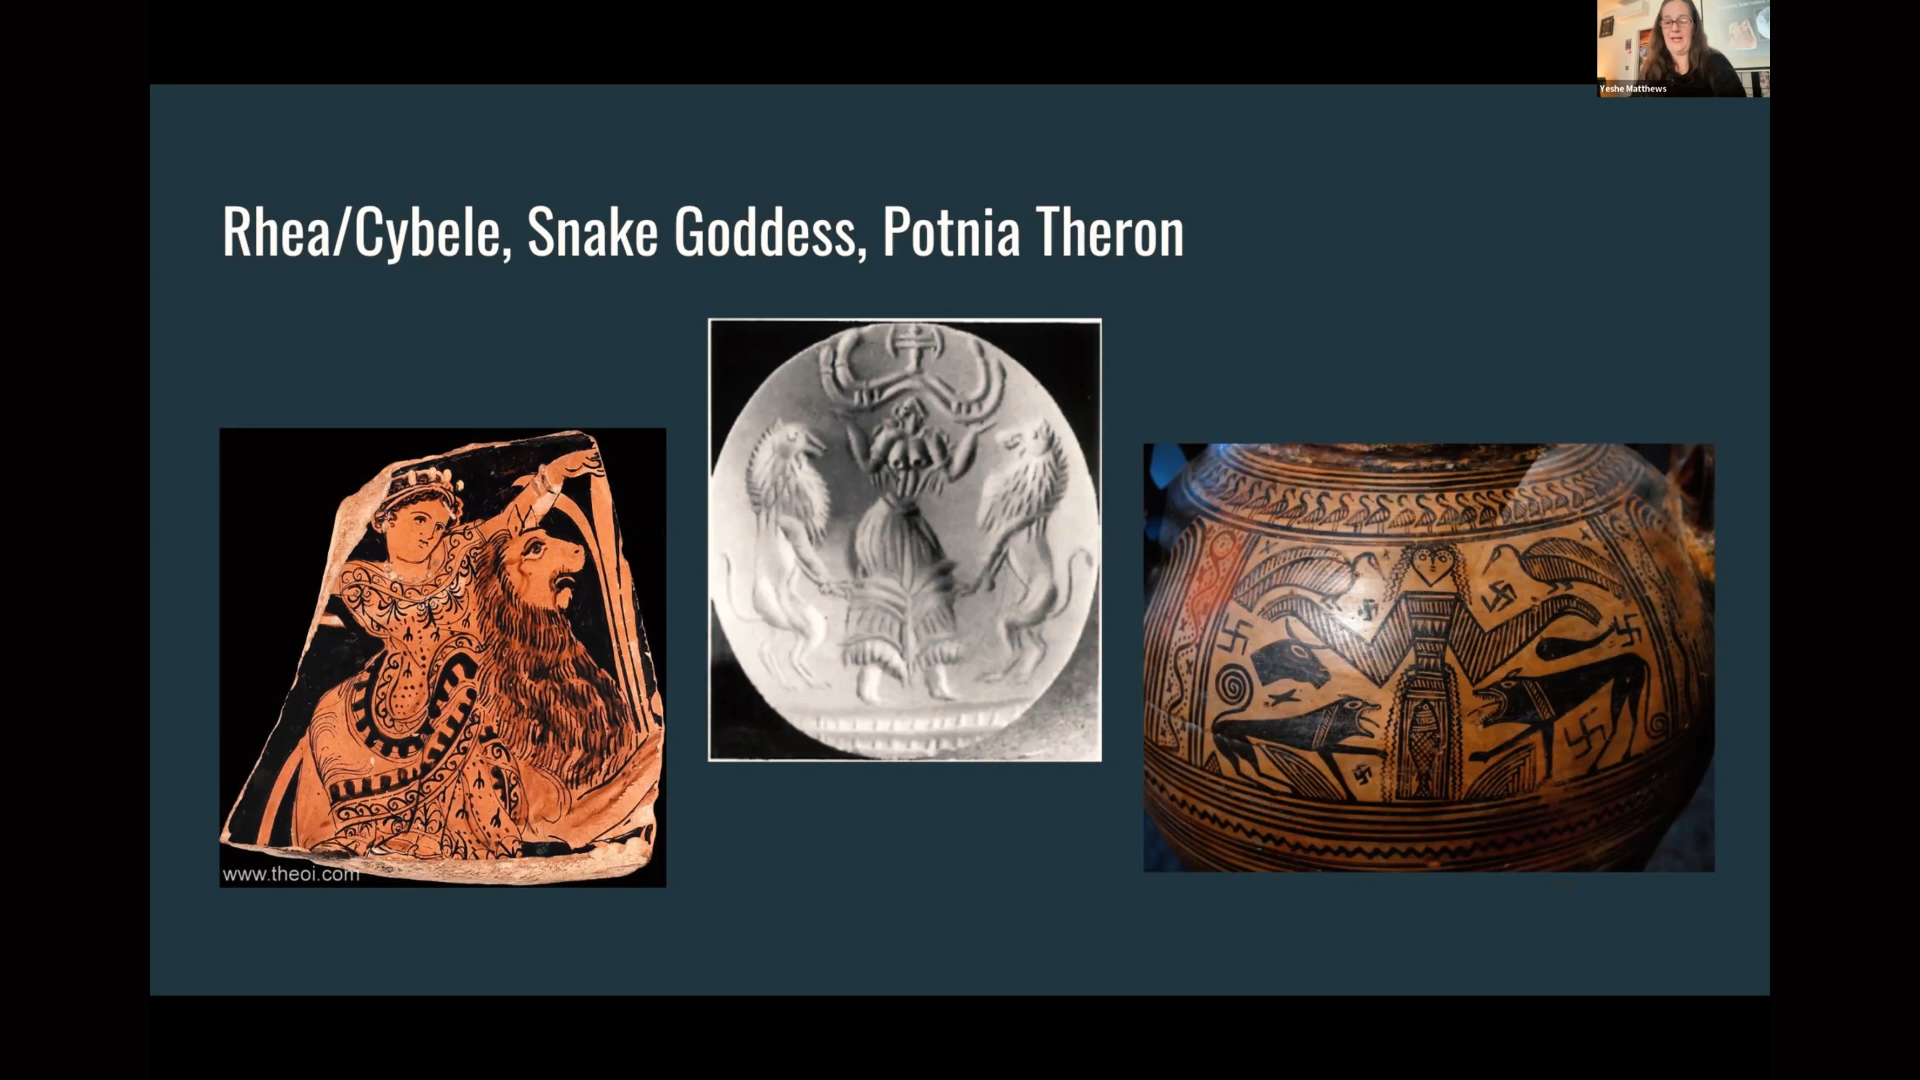 Yeshe Matthews
Rhea/Cybele, Snake Goddess, Potnia Theron
www.theoi.com